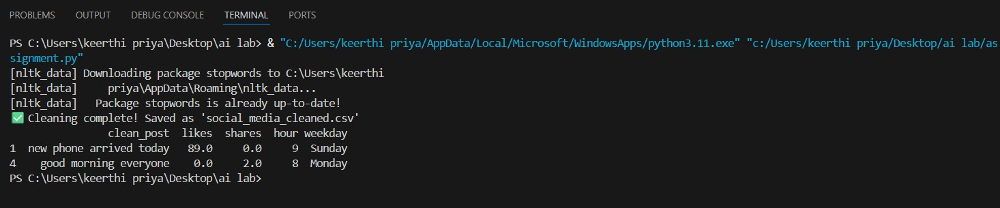 PROBLEMS OUTPUT DEBUG CONSOLE TERMINAL PORTS
PS C:\Users\keerthi priya\Desktop\ai lab> & "C:/Users/keerthi priya/AppData/Local/Microsoft/WindowsApps/python3.11.exe" "c:/Users/keerthi priya/Desktop/ai lab/as
signment.py"
[nltk_data] Downloading package stopwords to C:\Users\keerthi
[nltk_data]     priya\AppData\Roaming\nltk_data...
[nltk_data]   Package stopwords is already up-to-date!
✅ Cleaning complete! Saved as 'social_media_cleaned.csv'
                clean_post  likes  shares  hour weekday
1  new phone arrived today   89.0     0.0     9  Sunday
4    good morning everyone    0.0     2.0     8  Monday
PS C:\Users\keerthi priya\Desktop\ai lab>